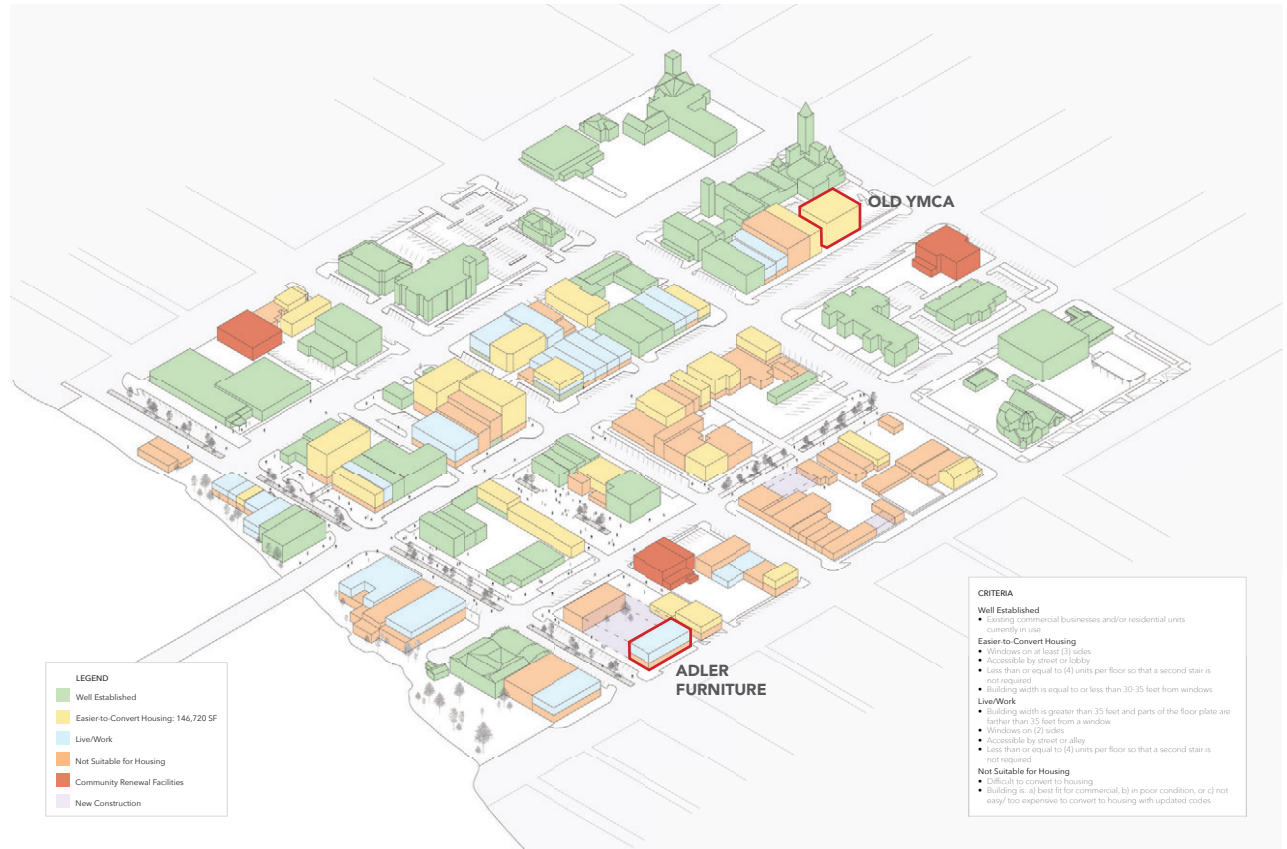 OLD YMCA
ADLER
FURNITURE
LEGEND
Well Established
Easier-to-Convert Housing: 146,720 SF
Live/Work
Not Suitable for Housing
Community Renewal Facilities
New Construction
CRITERIA
Well Established
• Existing commercial businesses and/or residential units
currently in use
Easier-to-Convert Housing
• Windows on at least (3) sides
• Accessible by street or lobby
• Less than or equal to (4) units per floor so that a second stair is
not required
• Building width is equal to or less than 30-35 feet from windows
Live/Work
• Building width is greater than 35 feet and parts of the floor plate are
farther than 35 feet from a window
• Windows on (2) sides
• Accessible by street or alley
• Less than or equal to (4) units per floor so that a second stair is
not required
Not Suitable for Housing
• Difficult to convert to housing
• Building is: a) best fit for commercial, b) in poor condition, or c) not
easy/ too expensive to convert to housing with updated codes